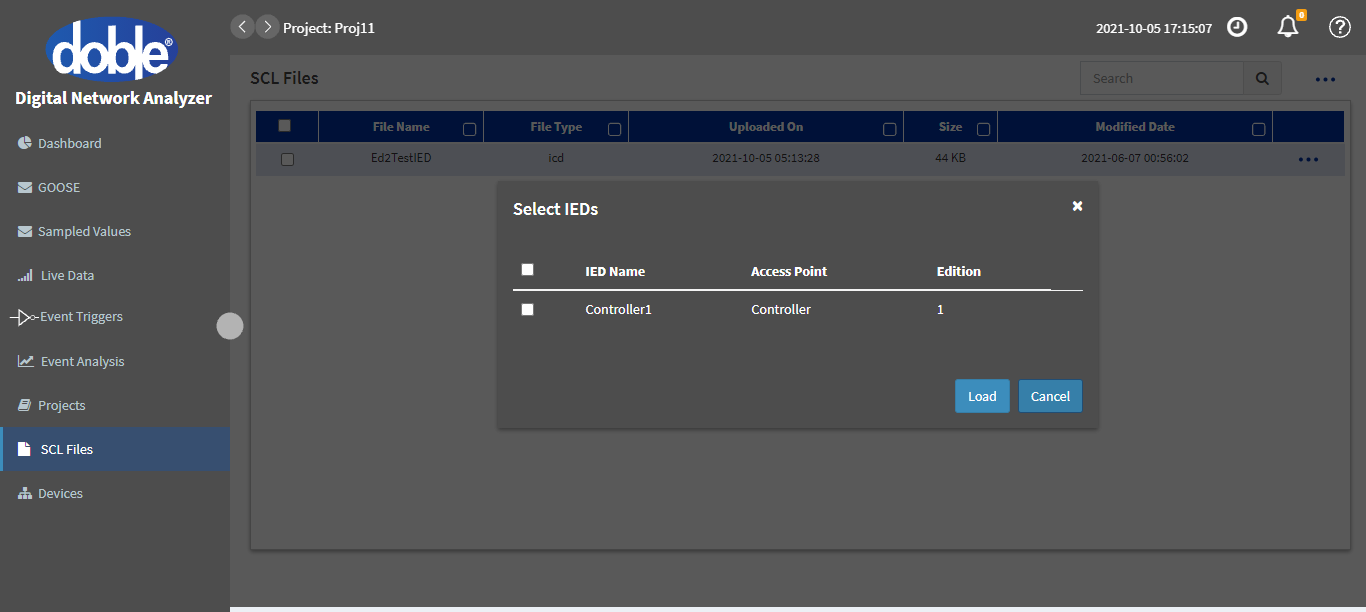 doble®
Digital Network Analyzer
Dashboard
GOOSE
Sampled Values
Live Data
Event Triggers
Event Analysis
Projects
SCL Files
Devices
Project: Proj11
2021-10-05 17:15:07
0
SCL Files
Search
File Name File Type Uploaded On Size Modified Date
Ed2TestIED icd 2021-10-05 05:13:28 44 KB 2021-06-07 00:56:02
Select IEDs
IED Name Access Point Edition
Controller1 Controller 1
Load Cancel